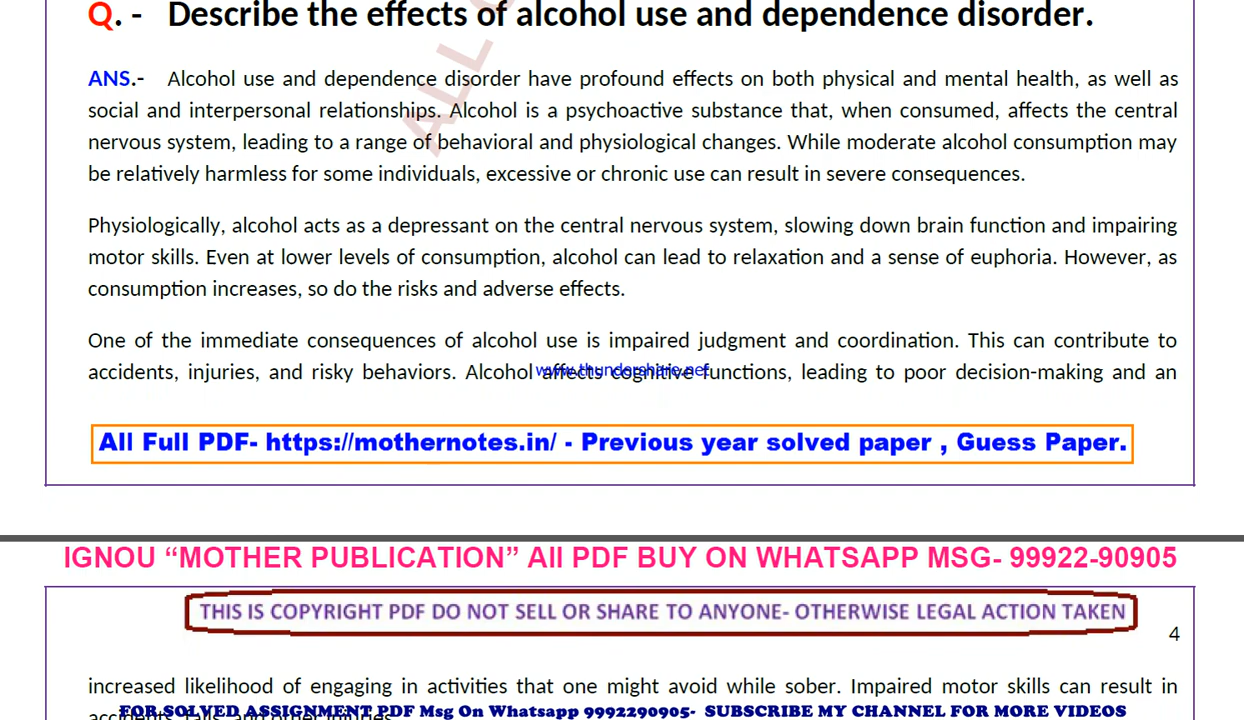 Q. - Describe the effects of alcohol use and dependence disorder.
ANS.- Alcohol use and dependence disorder have profound effects on both physical and mental health, as well as
social and interpersonal relationships. Alcohol is a psychoactive substance that, when consumed, affects the central
nervous system, leading to a range of behavioral and physiological changes. While moderate alcohol consumption may
be relatively harmless for some individuals, excessive or chronic use can result in severe consequences.
Physiologically, alcohol acts as a depressant on the central nervous system, slowing down brain function and impairing
motor skills. Even at lower levels of consumption, alcohol can lead to relaxation and a sense of euphoria. However, as
consumption increases, so do the risks and adverse effects.
One of the immediate consequences of alcohol use is impaired judgment and coordination. This can contribute to
accidents, injuries, and risky behaviors. Alcohol affects cognitive functions, leading to poor decision-making and an
www.thundershare.net
All Full PDF- https://mothernotes.in/ - Previous year solved paper , Guess Paper.
IGNOU “MOTHER PUBLICATION” All PDF BUY ON WHATSAPP MSG- 99922-90905
THIS IS COPYRIGHT PDF DO NOT SELL OR SHARE TO ANYONE- OTHERWISE LEGAL ACTION TAKEN
4
increased likelihood of engaging in activities that one might avoid while sober. Impaired motor skills can result in
accidents, falls, and other injuries.
FOR SOLVED ASSIGNMENT PDF Msg On Whatsapp 9992290905- SUBSCRIBE MY CHANNEL FOR MORE VIDEOS
ALL